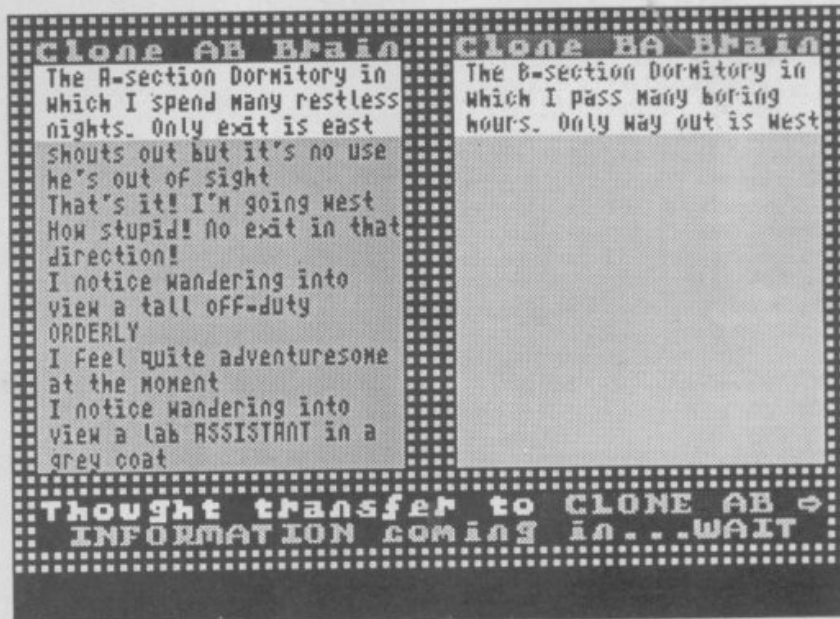 Clone AB Brain
The A-section Dormitory in
which I spend many restless
nights. Only exit is east
shouts out but it's no use
he's out of sight
That's it! I'm going west
How stupid! No exit in that
direction!
I notice wandering into
view a tall off-duty
ORDERLY
I feel quite adventuresome
at the moment
I notice wandering into
view a lab ASSISTANT in a
grey coat
Clone BA Brain
The B-section Dormitory in
which I pass many boring
hours. Only way out is west
Thought transfer to CLONE AB ⇨
INFORMATION coming in...WAIT